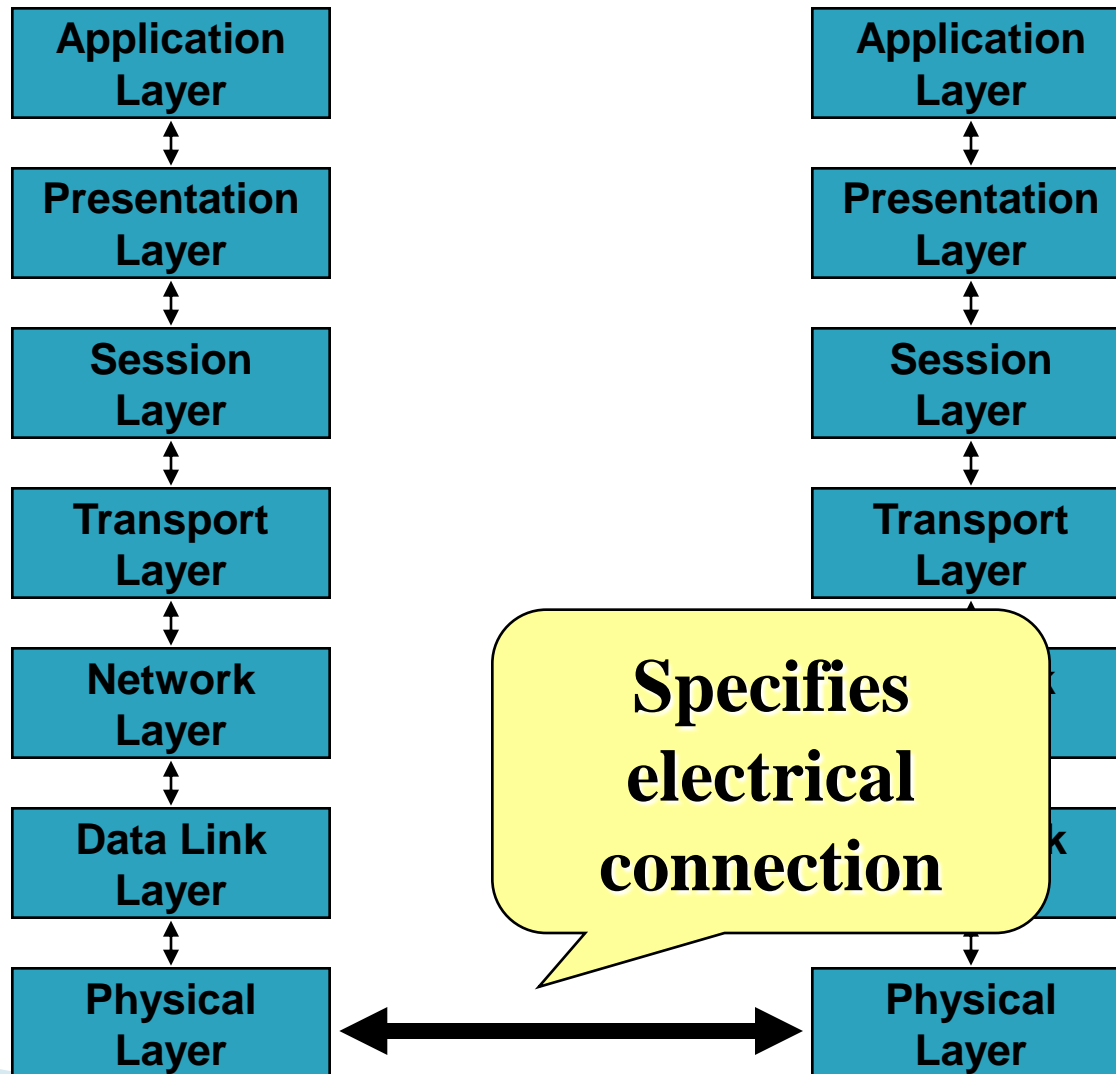 Application
Layer
Presentation
Layer
Session
Layer
Transport
Layer
Network
Layer
Data Link
Layer
Physical
Layer
Specifies
electrical
connection
Application
Layer
Presentation
Layer
Session
Layer
Transport
Layer
Physical
Layer